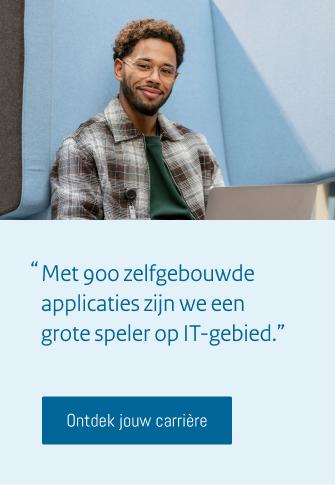 “Met 900 zelfgebouwde
applicaties zijn we een
grote speler op IT-gebied.”
Ontdek jouw carrière